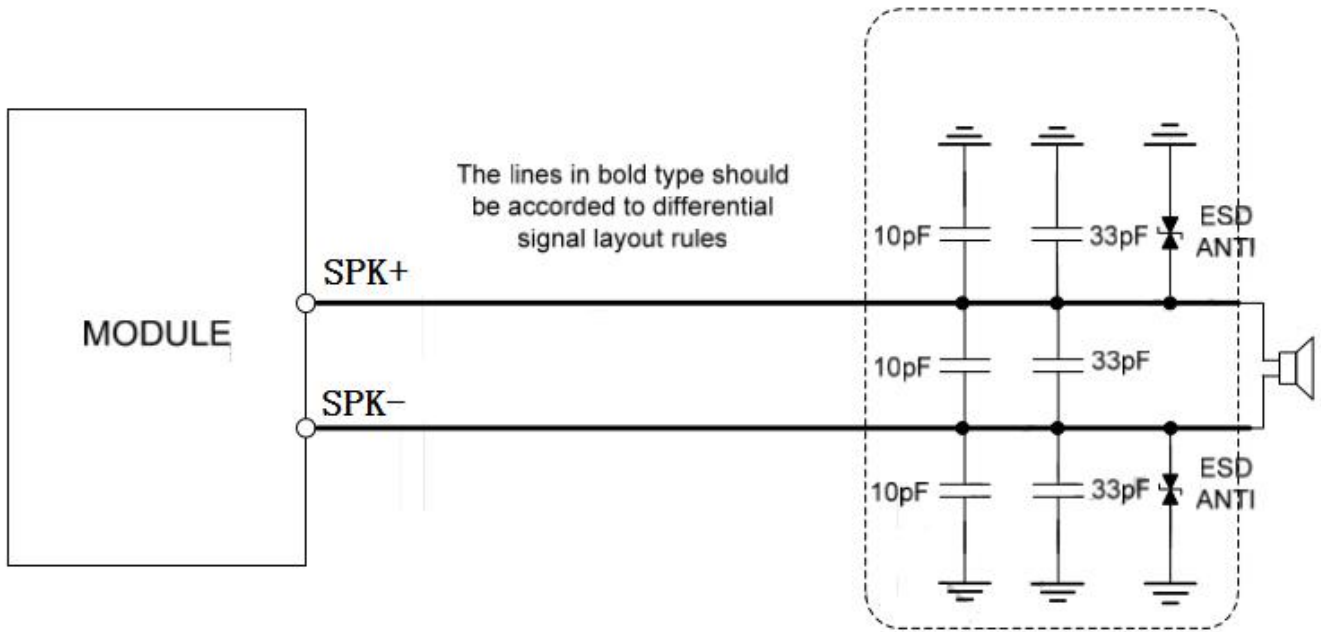 The lines in bold type should
be accorded to differential
signal layout rules
10pF
33pF
ESD
ANTI
SPK+
MODULE
10pF
33pF
SPK-
10pF
33pF
ESD
ANTI